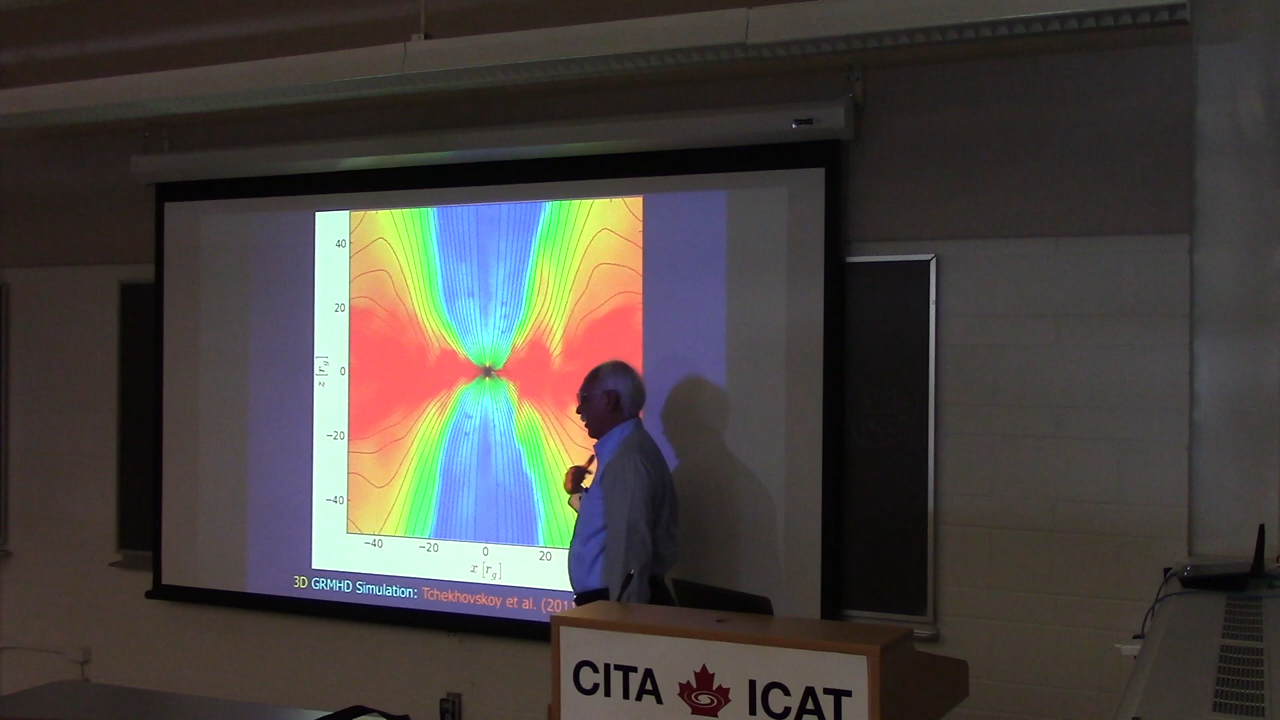 40
20
0
−20
−40
z [r_g]
−40 −20 0 20
x [r_g]
3D GRMHD Simulation: Tchekhovskoy et al. (201
CITA ICAT